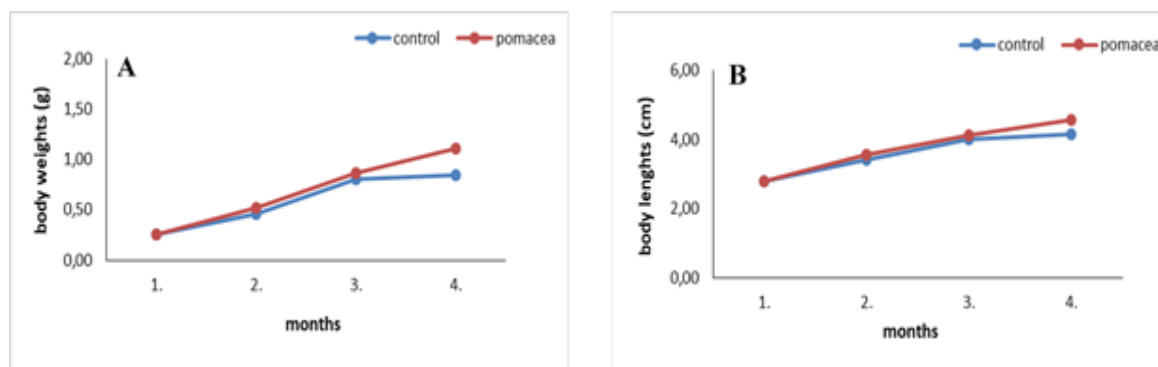 control pomacea
A
2,00
1,50
1,00
0,50
0,00
body weights (g)
1. 2. 3. 4.
months
control pomacea
B
6,00
4,00
2,00
0,00
body lenghts (cm)
1. 2. 3. 4.
months